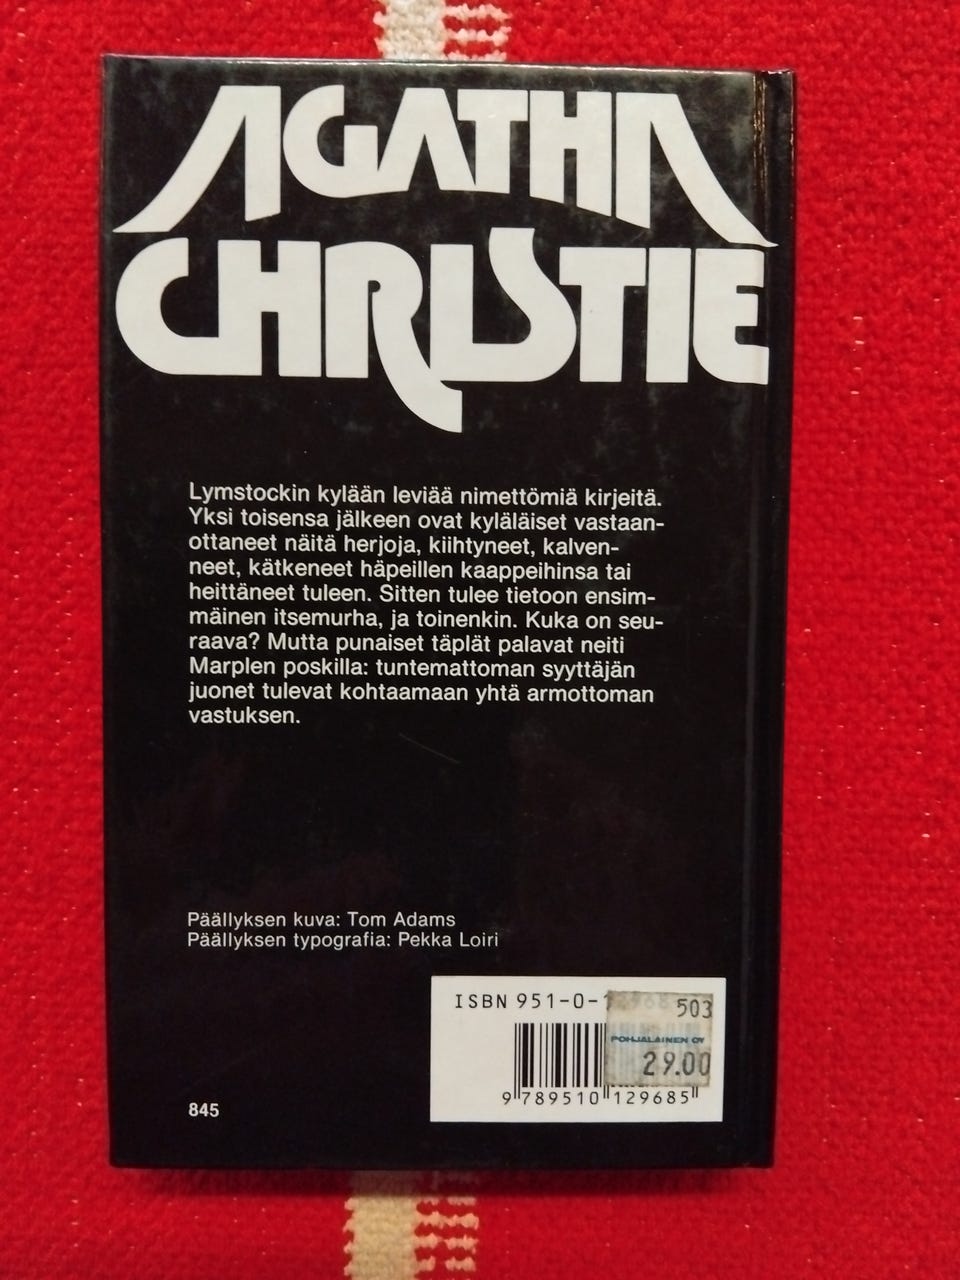 AGATHA
CHRISTIE
Lymstockin kylään leviää nimettömiä kirjeitä.
Yksi toisensa jälkeen ovat kyläläiset vastaan-
ottaneet näitä herjoja, kiihtyneet, kalven-
neet, kätkeneet häpeillen kaappeihinsa tai
heittäneet tuleen. Sitten tulee tietoon ensim-
mäinen itsemurha, ja toinenkin. Kuka on seu-
raava? Mutta punaiset täplät palavat neiti
Marplen poskilla: tuntemattoman syyttäjän
juonet tulevat kohtaamaan yhtä armottoman
vastuksen.
Päällyksen kuva: Tom Adams
Päällyksen typografia: Pekka Loiri
ISBN 951-0-
503
POHJALAINEN OY
29.00
9 789510 129685
845